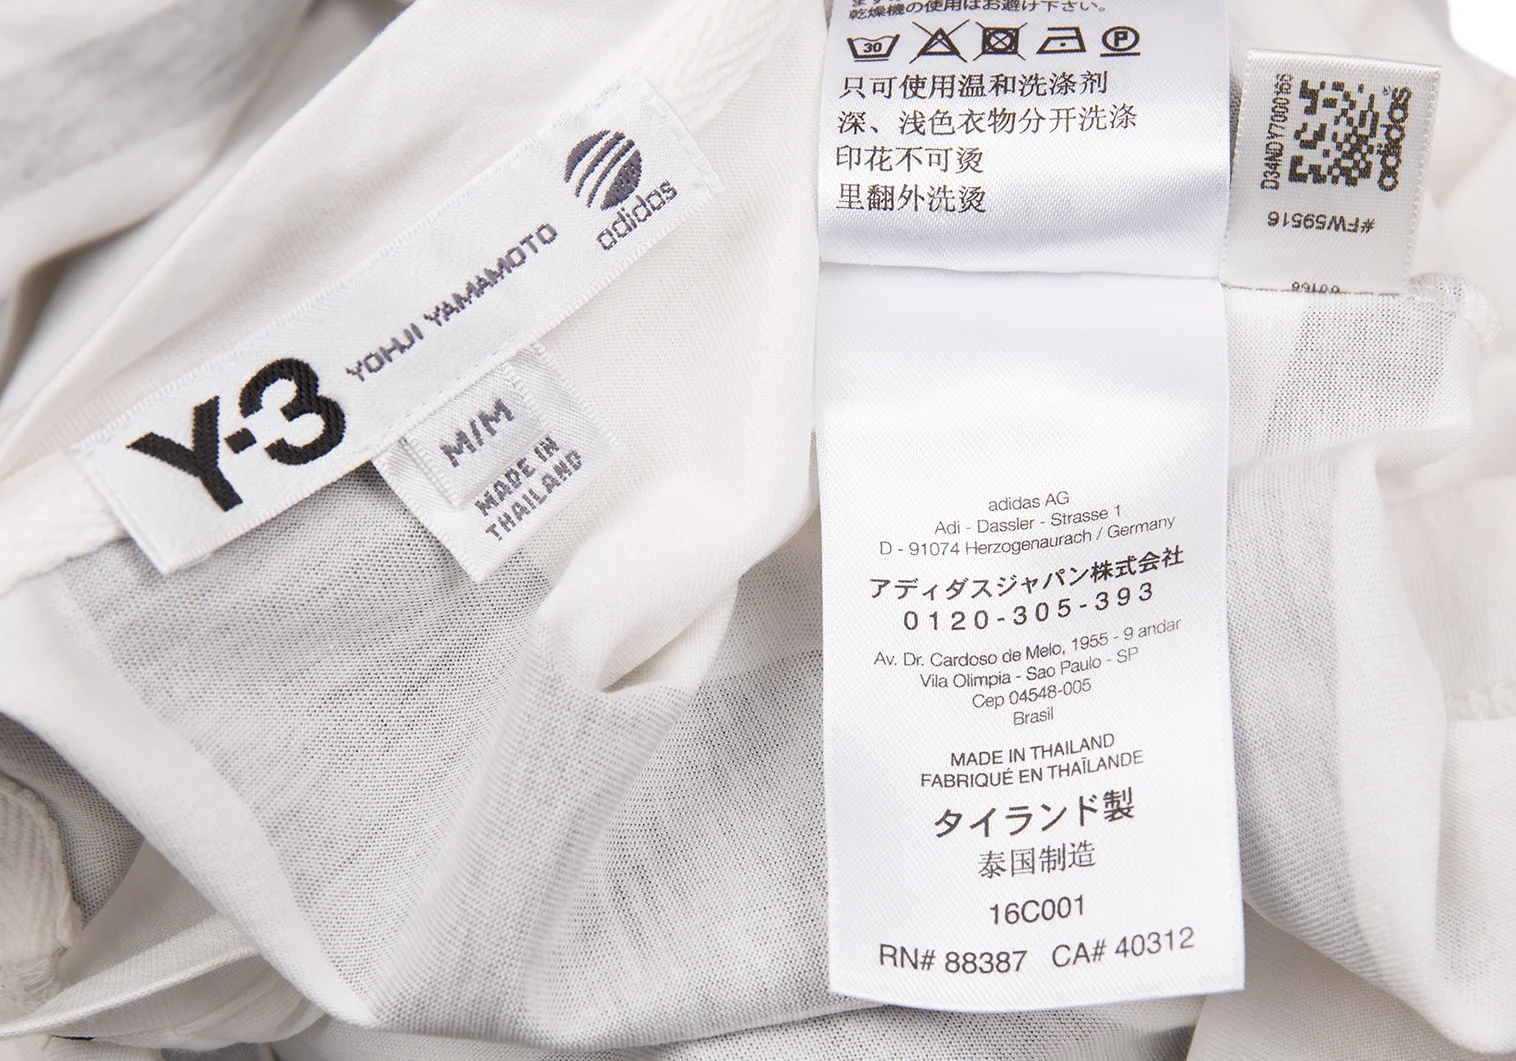 Y-3
YOHJI YAMAMOTO
adidas
M/M
MADE IN
THAILAND
乾燥機の使用はお避け下さい。
30
P
只可使用温和洗涤剂
深、浅色衣物分开洗涤
印花不可烫
里翻外洗烫
adidas AG
Adi - Dassler - Strasse 1
D - 91074 Herzogenaurach / Germany
アディダスジャパン株式会社
0120-305-393
Av. Dr. Cardoso de Melo, 1955 - 9 andar
Vila Olimpia - Sao Paulo - SP
Cep 04548-005
Brasil
MADE IN THAILAND
FABRIQUÉ EN THAÏLANDE
タイランド製
泰国制造
16C001
RN# 88387 CA# 40312
adidas
#FW59516